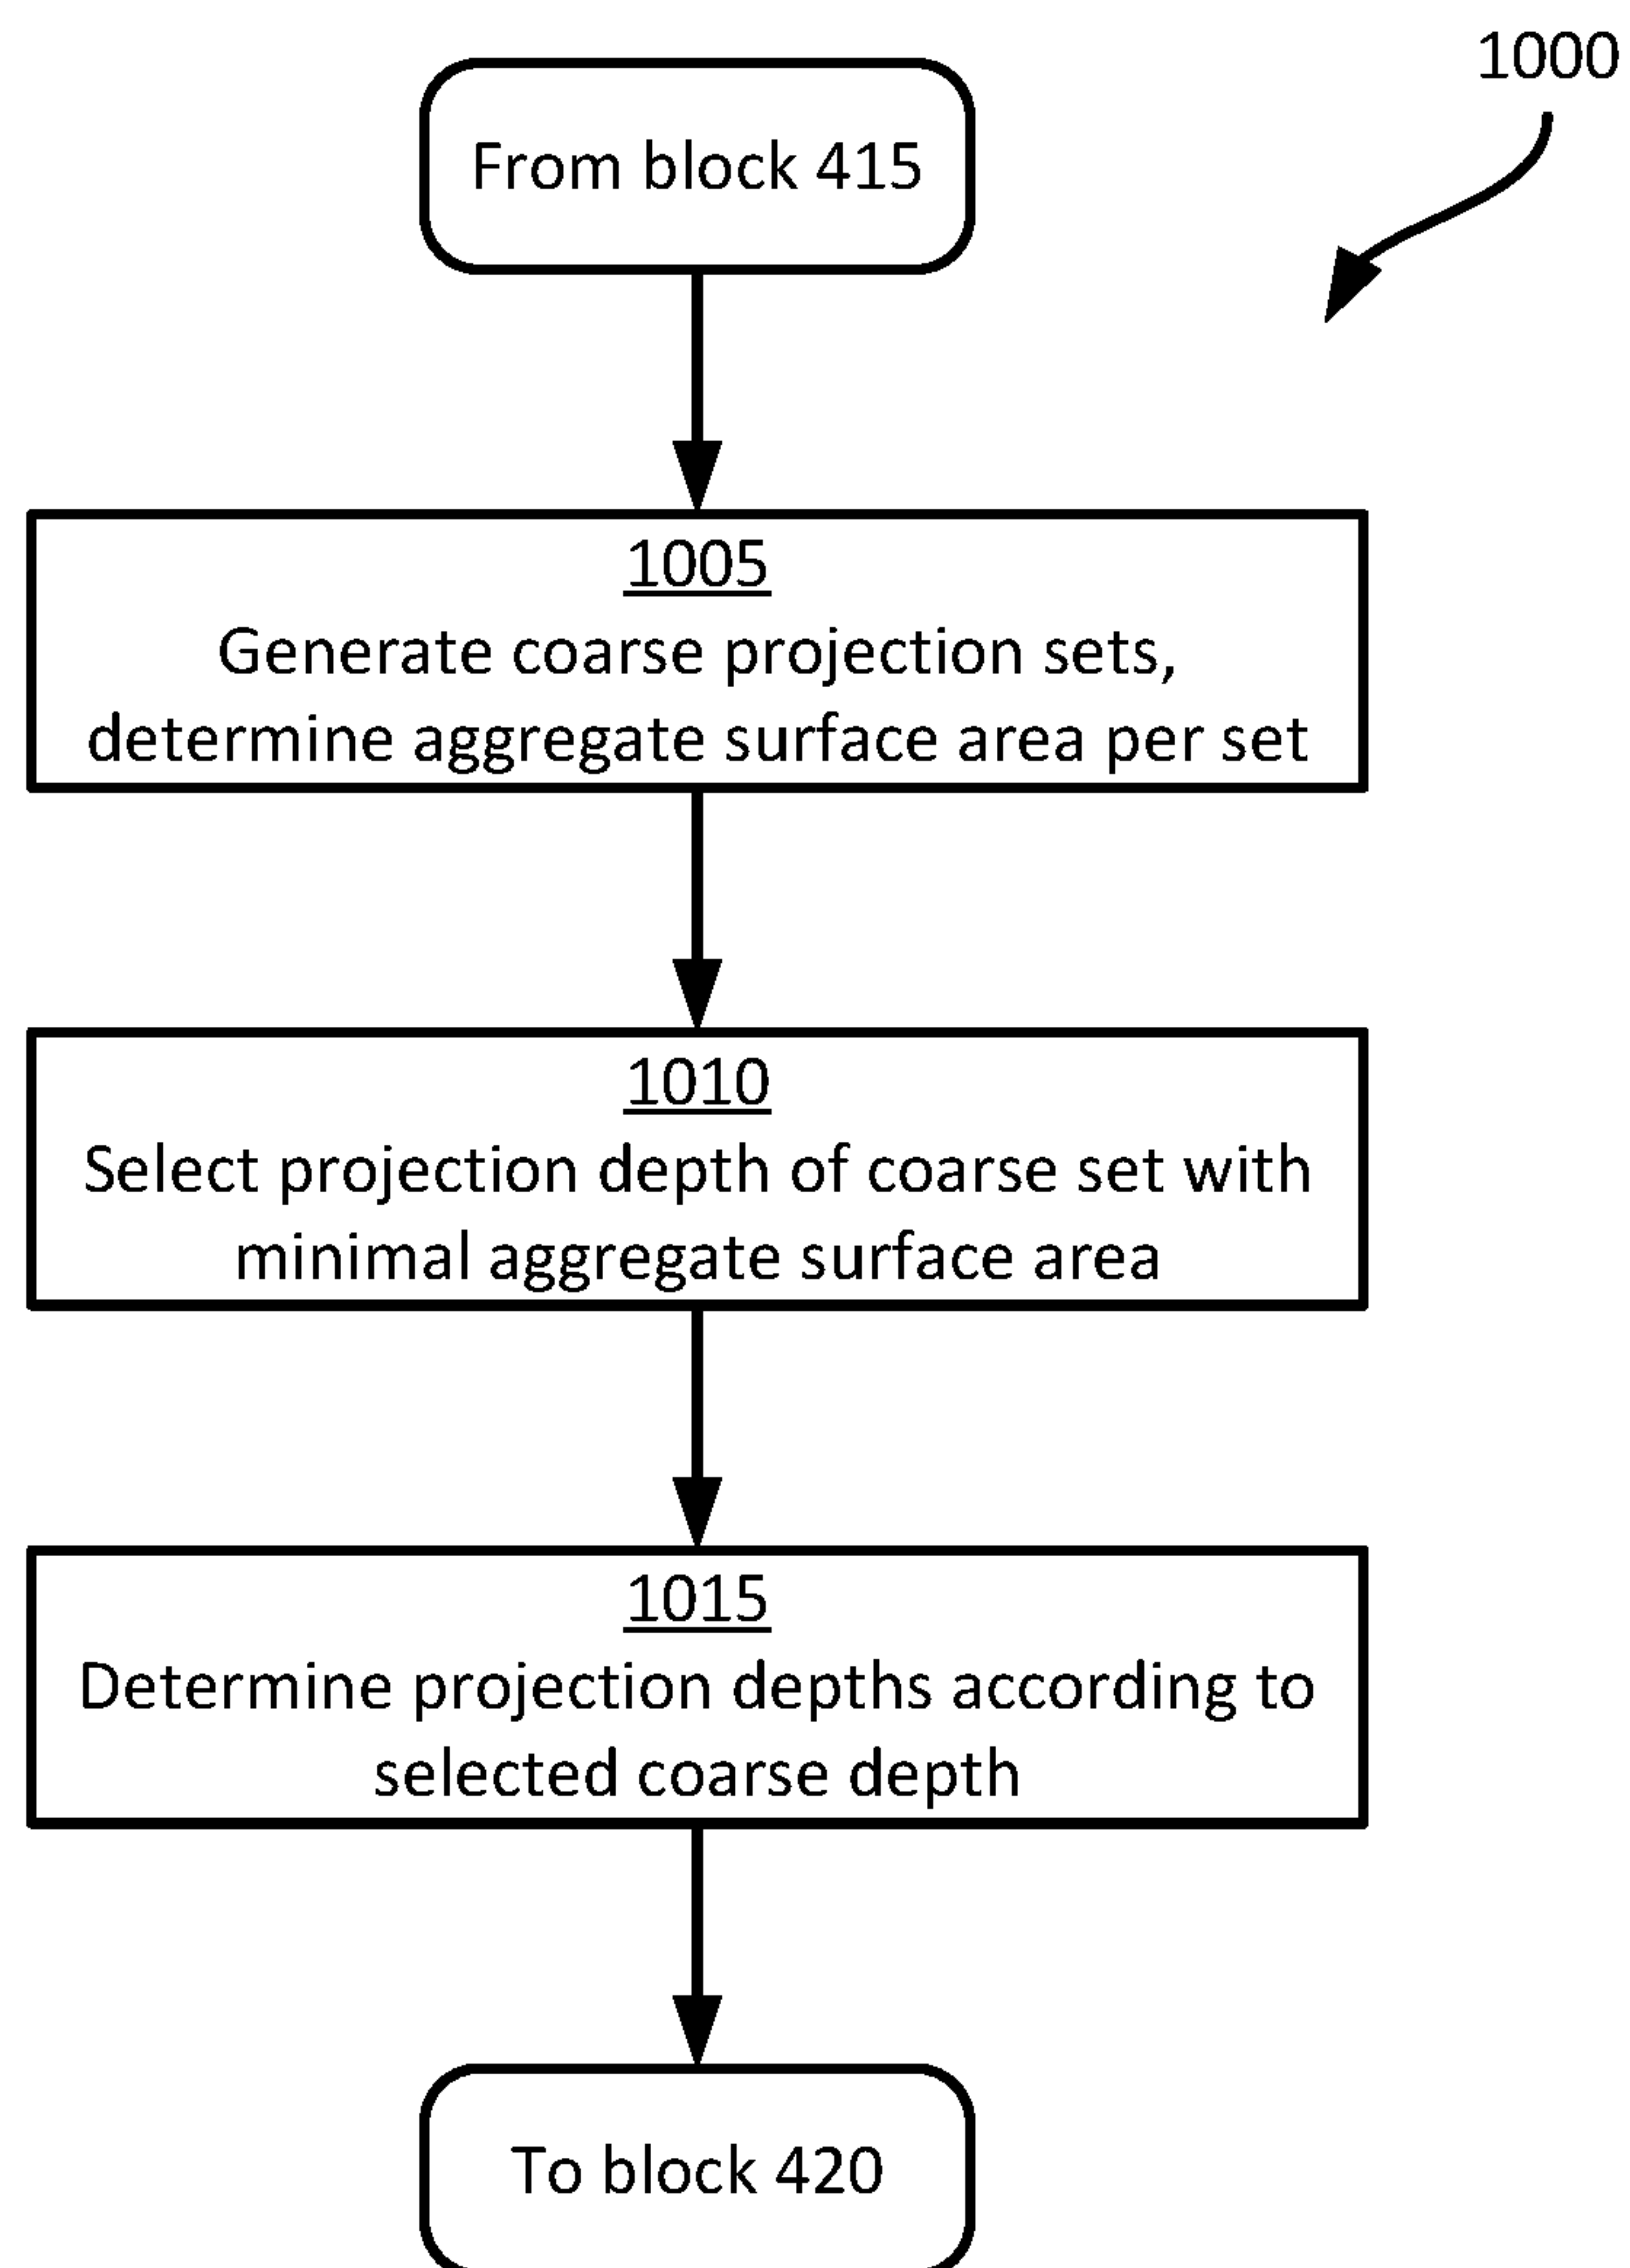 1000
From block 415
1005
Generate coarse projection sets,
determine aggregate surface area per set
1010
Select projection depth of coarse set with
minimal aggregate surface area
1015
Determine projection depths according to
selected coarse depth
To block 420